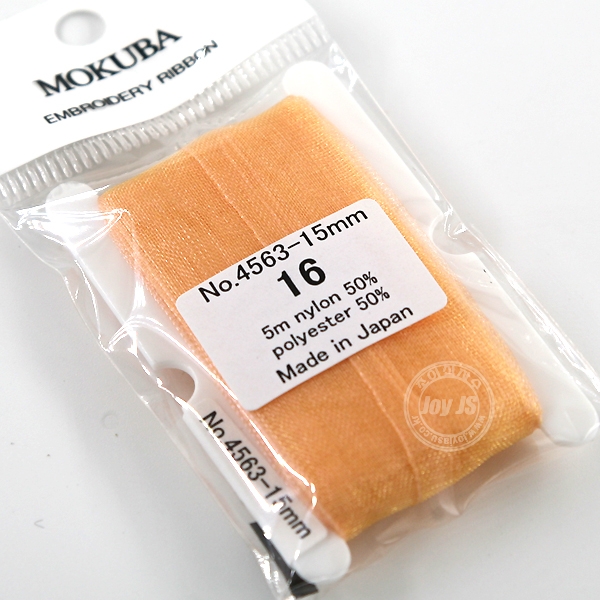 MOKUBA
EMBROIDERY RIBBON
No.4563-15mm
16
5m nylon 50%
polyester 50%
Made in Japan
Joy JS
No.4563-15mm